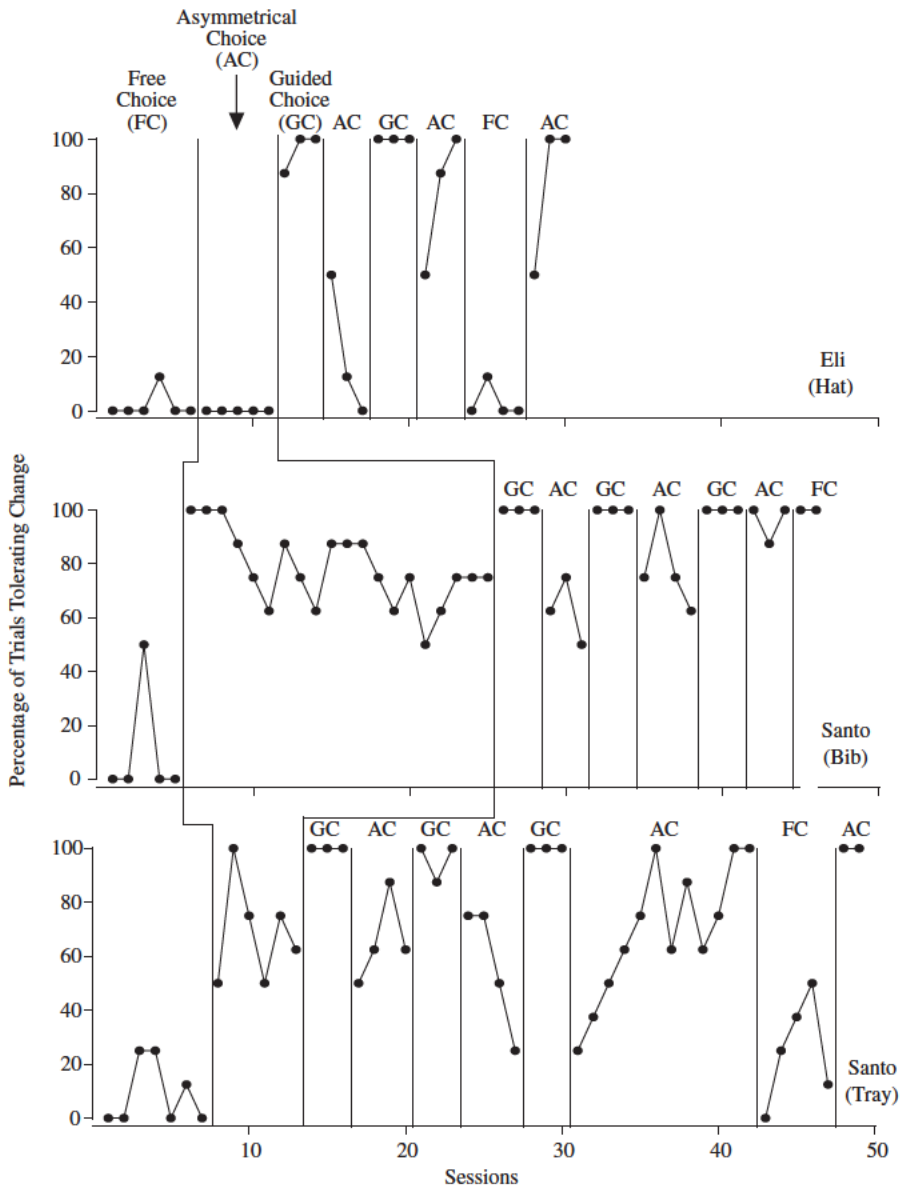 Asymmetrical
Choice
(AC)
Free
Choice
(FC)
Guided
Choice
(GC) AC GC AC FC AC
100
80
60
40
20
0
Eli
(Hat)
GC AC GC AC GC AC FC
100
80
60
40
20
0
Santo
(Bib)
Percentage of Trials Tolerating Change
GC AC GC AC GC AC FC AC
100
80
60
40
20
0
Santo
(Tray)
10 20 30 40 50
Sessions